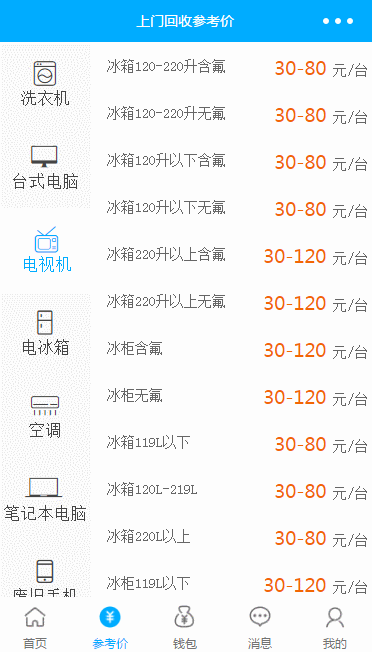 上门回收参考价
洗衣机
台式电脑
电视机
电冰箱
空调
笔记本电脑
废旧手机
冰箱120-220升含氟 30-80 元/台
冰箱120-220升无氟 30-80 元/台
冰箱120升以下含氟 30-80 元/台
冰箱120升以下无氟 30-80 元/台
冰箱220升以上含氟 30-120 元/台
冰箱220升以上无氟 30-120 元/台
冰柜含氟 30-120 元/台
冰柜无氟 30-120 元/台
冰箱119L以下 30-80 元/台
冰箱120L-219L 30-80 元/台
冰箱220L以上 30-80 元/台
冰柜119L以下 30-120 元/台
首页 参考价 钱包 消息 我的